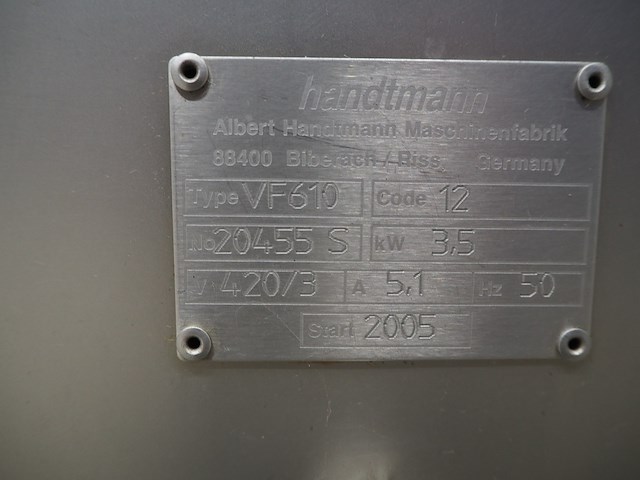 handtmann
Albert Handtmann Maschinenfabrik
88400 Biberach / Riss Germany
Type VF610 Code 12
No 20455 S kW 3,5
V 420/3 A 5,1 Hz 50
Start 2005